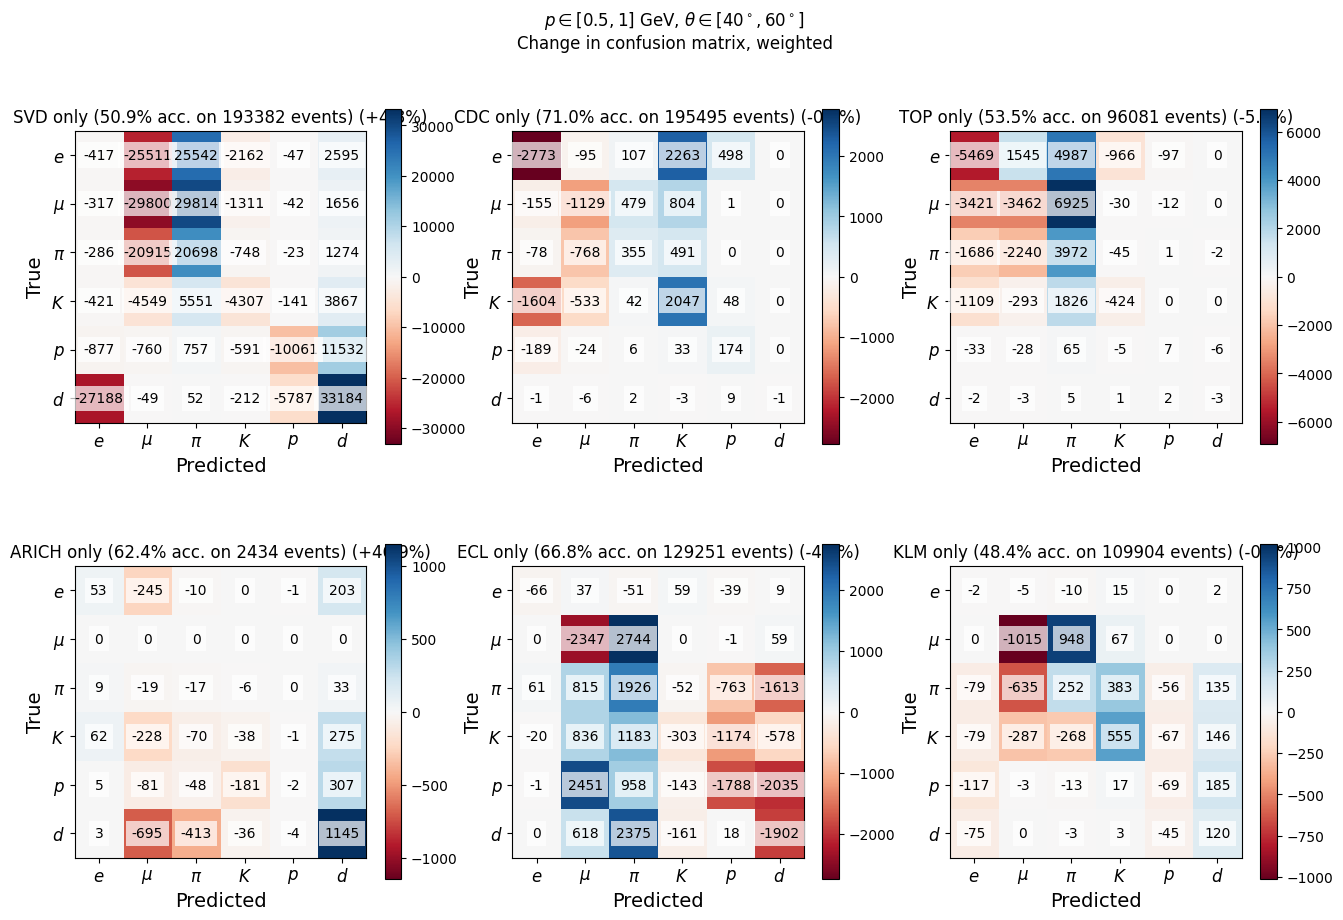 p ∈ [0.5, 1] GeV, θ ∈ [40°, 60°]
Change in confusion matrix, weighted
SVD only (50.9% acc. on 193382 events)
e -417 -25511 25542 -2162 -47 2595
μ -317 -29800 29814 -1311 -42 1656
π -286 -20915 20698 -748 -23 1274
K -421 -4549 5551 -4307 -141 3867
p -877 -760 757 -591 -10061 11532
d -27188 -49 52 -212 -5787 33184
e μ π K p d
True
Predicted
30000
20000
10000
0
−10000
−20000
−30000
CDC only (71.0% acc. on 195495 events)
e -2773 -95 107 2263 498 0
μ -155 -1129 479 804 1 0
π -78 -768 355 491 0 0
K -1604 -533 42 2047 48 0
p -189 -24 6 33 174 0
d -1 -6 2 -3 9 -1
e μ π K p d
True
Predicted
2000
1000
0
−1000
−2000
TOP only (53.5% acc. on 96081 events)
e -5469 1545 4987 -966 -97 0
μ -3421 -3462 6925 -30 -12 0
π -1686 -2240 3972 -45 1 -2
K -1109 -293 1826 -424 0 0
p -33 -28 65 -5 7 -6
d -2 -3 5 1 2 -3
e μ π K p d
True
Predicted
6000
4000
2000
0
−2000
−4000
−6000
ARICH only (62.4% acc. on 2434 events)
e 53 -245 -10 0 -1 203
μ 0 0 0 0 0 0
π 9 -19 -17 -6 0 33
K 62 -228 -70 -38 -1 275
p 5 -81 -48 -181 -2 307
d 3 -695 -413 -36 -4 1145
e μ π K p d
True
Predicted
1000
500
0
−500
−1000
ECL only (66.8% acc. on 129251 events)
e -66 37 -51 59 -39 9
μ 0 -2347 2744 0 -1 59
π 61 815 1926 -52 -763 -1613
K -20 836 1183 -303 -1174 -578
p -1 2451 958 -143 -1788 -2035
d 0 618 2375 -161 18 -1902
e μ π K p d
True
Predicted
2000
1000
0
−1000
−2000
KLM only (48.4% acc. on 109904 events)
e -2 -5 -10 15 0 2
μ 0 -1015 948 67 0 0
π -79 -635 252 383 -56 135
K -79 -287 -268 555 -67 146
p -117 -3 -13 17 -69 185
d -75 0 -3 3 -45 120
e μ π K p d
True
Predicted
1000
750
500
250
0
−250
−500
−750
−1000